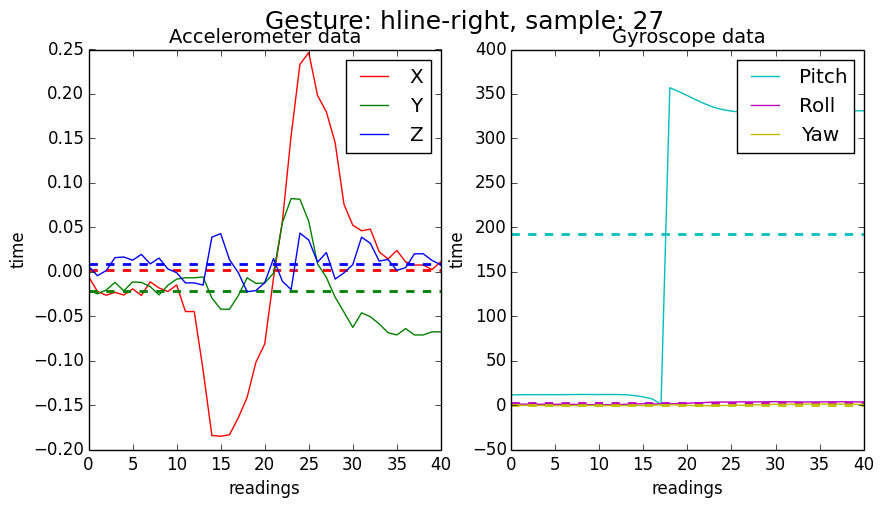 Gesture: hline-right, sample: 27
Accelerometer data
0.25
0.20
0.15
0.10
0.05
0.00
−0.05
−0.10
−0.15
−0.20
0 5 10 15 20 25 30 35 40
time
readings
X
Y
Z
Gyroscope data
400
350
300
250
200
150
100
50
0
−50
0 5 10 15 20 25 30 35 40
time
readings
Pitch
Roll
Yaw